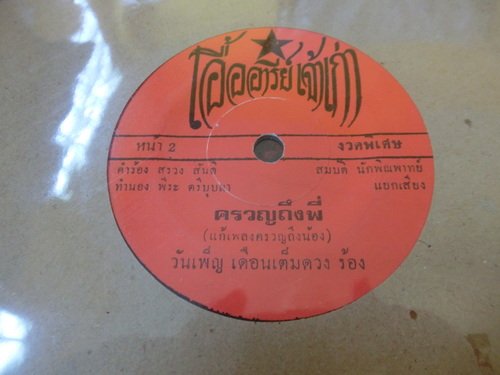 เอื้ออารีย์เจ้าเก่า
หน้า 2 งวดพิเศษ
คำร้อง สรวง สันติ สมบัติ นักพิณพาทย์
ทำนอง พีระ ตรีบุปผา แยกเสียง
ครวญถึงพี่
(แก้เพลงครวญถึงน้อง)
วันเพ็ญ เดือนเต็มดวง ร้อง